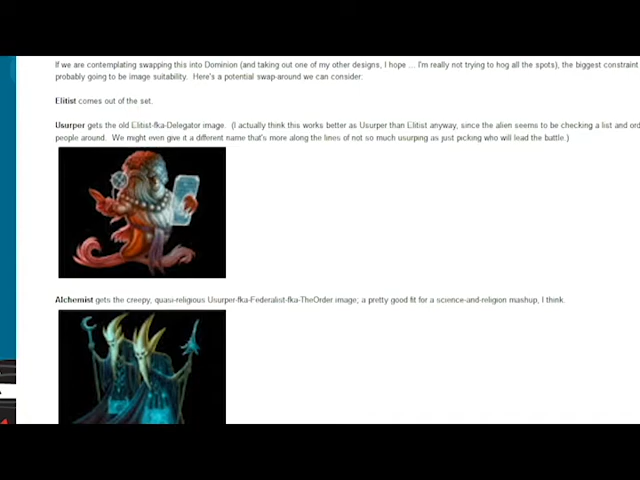 If we are contemplating swapping this into Dominion (and taking out one of my other designs, I hope ... I'm really not trying to hog all the spots), the biggest constraint
probably going to be image suitability. Here's a potential swap-around we can consider.
Elitist comes out of the set.
Usurper gets the old Elitist-fka-Delegator image. (I actually think this works better as Usurper than Elitist anyway, since the alien seems to be checking a list and ord
people around. We might even give it a different name that's more along the lines of not so much usurping as just picking who will lead the battle.)
Alchemist gets the creepy, quasi-religious Usurper-fka-Federalist-fka-TheOrder image; a pretty good fit for a science-and-religion mashup, I think.